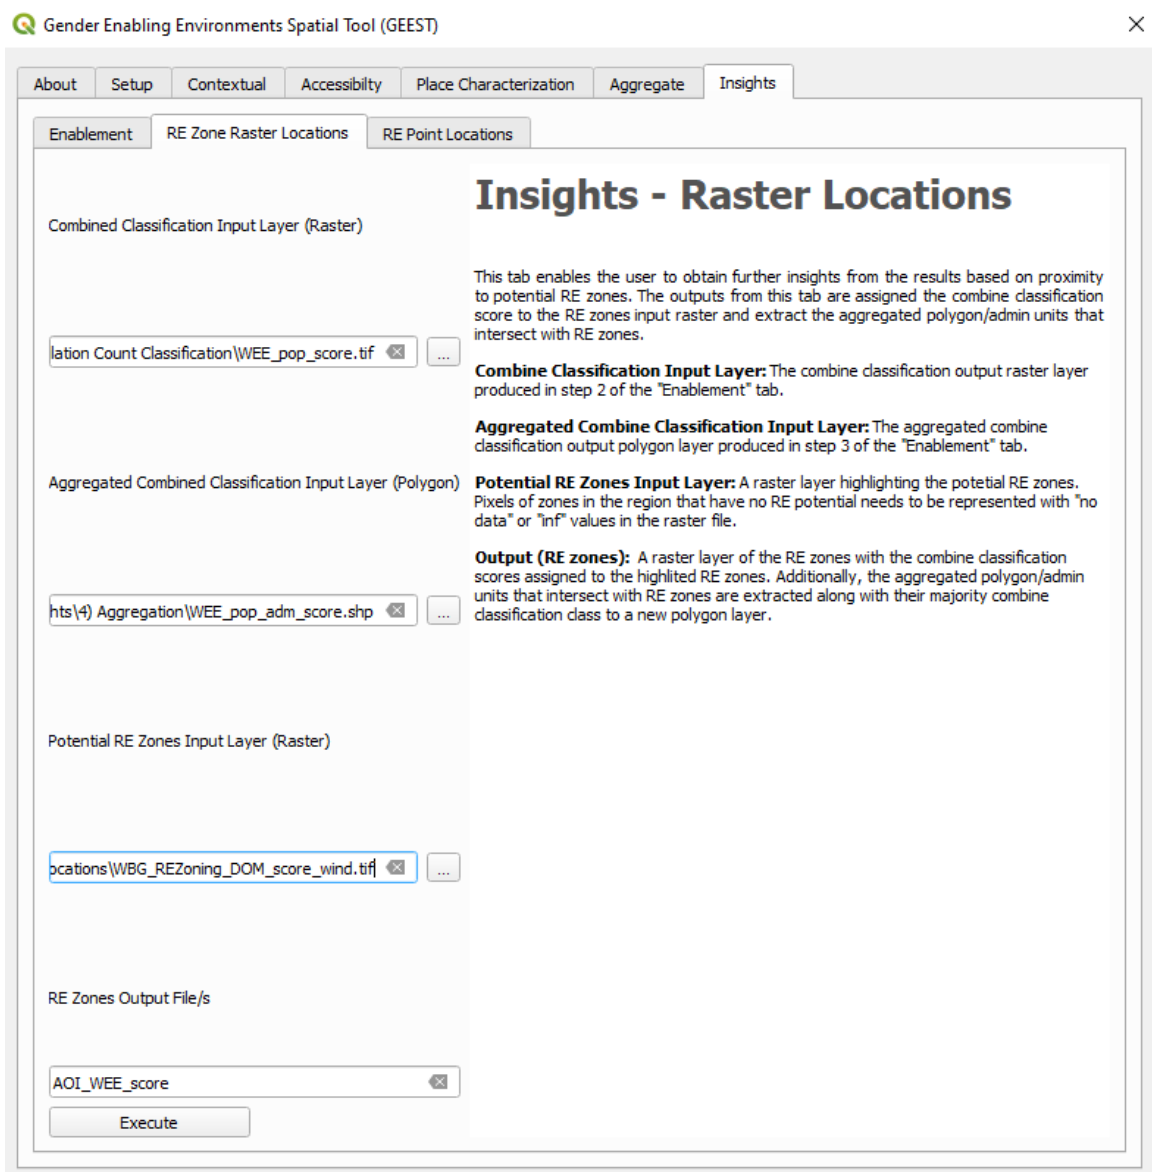 Gender Enabling Environments Spatial Tool (GEEST)
About Setup Contextual Accessibilty Place Characterization Aggregate Insights
Enablement RE Zone Raster Locations RE Point Locations
Combined Classification Input Layer (Raster)
lation Count Classification\WEE_pop_score.tif ...
Aggregated Combined Classification Input Layer (Polygon)
hts\4) Aggregation\WEE_pop_adm_score.shp ...
Potential RE Zones Input Layer (Raster)
ocations\WBG_REZoning_DOM_score_wind.tif ...
RE Zones Output File/s
AOI_WEE_score
Execute
Insights - Raster Locations
This tab enables the user to obtain further insights from the results based on proximity
to potential RE zones. The outputs from this tab are assigned the combine classification
score to the RE zones input raster and extract the aggregated polygon/admin units that
intersect with RE zones.
Combine Classification Input Layer: The combine classification output raster layer
produced in step 2 of the "Enablement" tab.
Aggregated Combine Classification Input Layer: The aggregated combine
classification output polygon layer produced in step 3 of the "Enablement" tab.
Potential RE Zones Input Layer: A raster layer highlighting the potetial RE zones.
Pixels of zones in the region that have no RE potential needs to be represented with "no
data" or "inf" values in the raster file.
Output (RE zones): A raster layer of the RE zones with the combine classification
scores assigned to the highlited RE zones. Additionally, the aggregated polygon/admin
units that intersect with RE zones are extracted along with their majority combine
classification class to a new polygon layer.